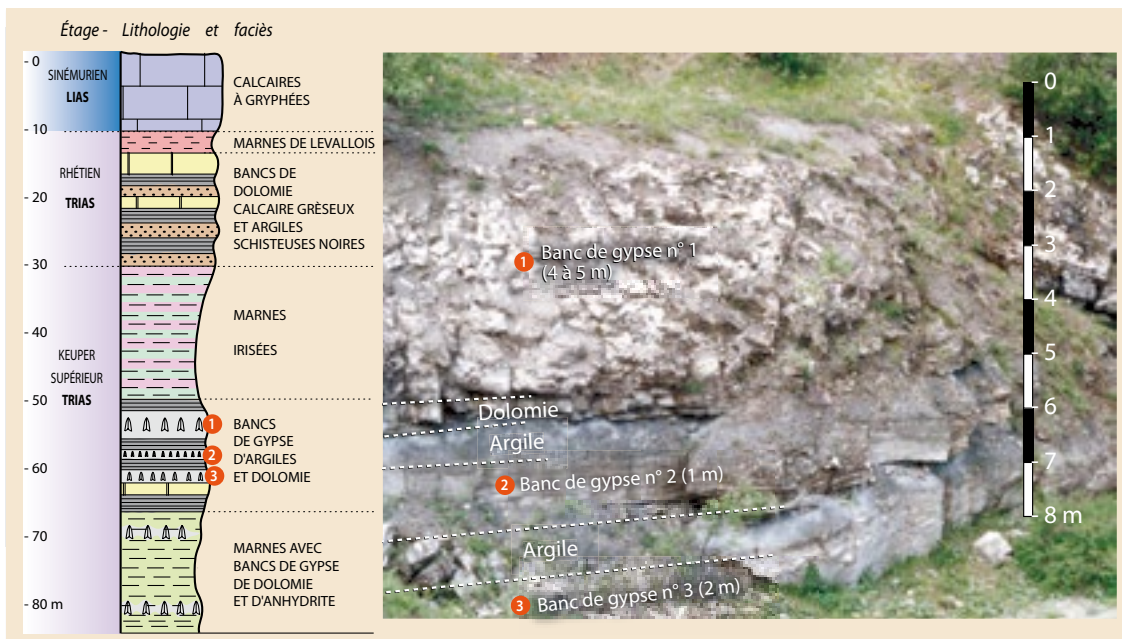 Étage - Lithologie et faciès
- 0
SINÉMURIEN
LIAS
CALCAIRES
À GRYPHÉES
- 10
MARNES DE LEVALLOIS
RHÉTIEN
- 20
TRIAS
BANCS DE
DOLOMIE
CALCAIRE GRÈSEUX
ET ARGILES
SCHISTEUSES NOIRES
- 30
MARNES
IRISÉES
- 40
KEUPER
SUPÉRIEUR
TRIAS
- 50
1
2
3
BANCS
DE GYPSE
D'ARGILES
ET DOLOMIE
- 60
- 70
MARNES AVEC
BANCS DE GYPSE
DE DOLOMIE
ET D'ANHYDRITE
- 80 m
1 Banc de gypse n° 1
(4 à 5 m)
Dolomie
Argile
2 Banc de gypse n° 2 (1 m)
Argile
3 Banc de gypse n° 3 (2 m)
0
1
2
3
4
5
6
7
8 m